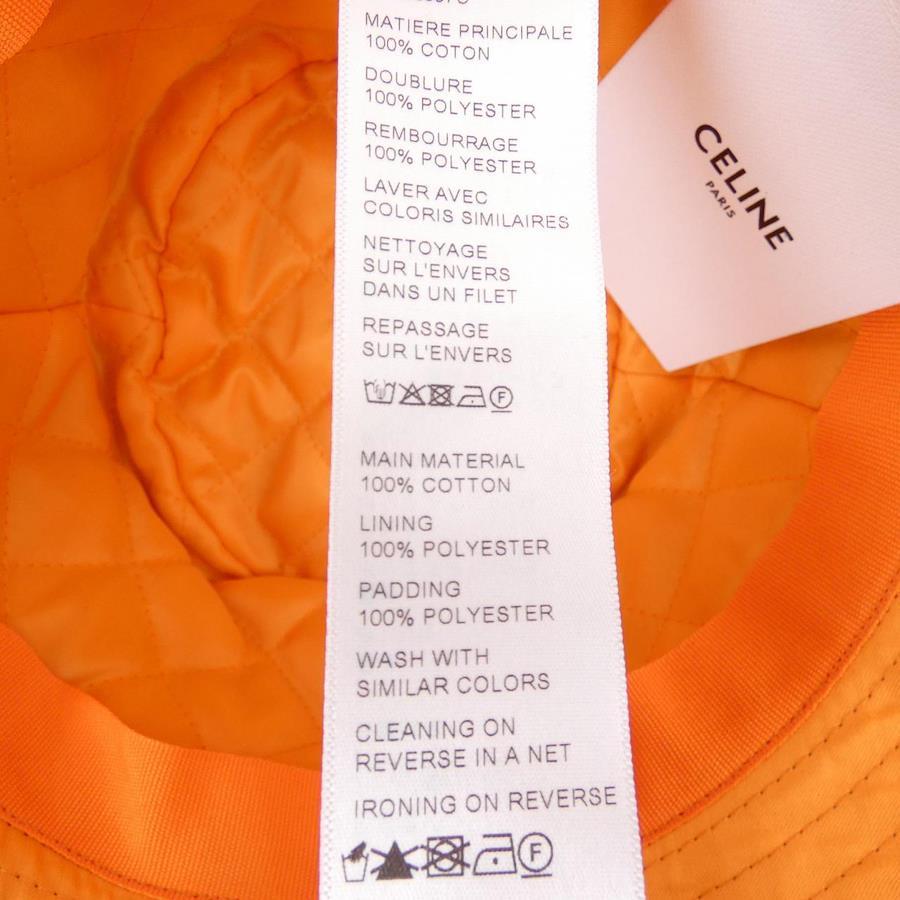 MATIERE PRINCIPALE
100% COTON
DOUBLURE
100% POLYESTER
REMBOURRAGE
100% POLYESTER
LAVER AVEC
COLORIS SIMILAIRES
NETTOYAGE
SUR L'ENVERS
DANS UN FILET
REPASSAGE
SUR L'ENVERS
F
MAIN MATERIAL
100% COTTON
LINING
100% POLYESTER
PADDING
100% POLYESTER
WASH WITH
SIMILAR COLORS
CLEANING ON
REVERSE IN A NET
IRONING ON REVERSE
F
CELINE
PARIS